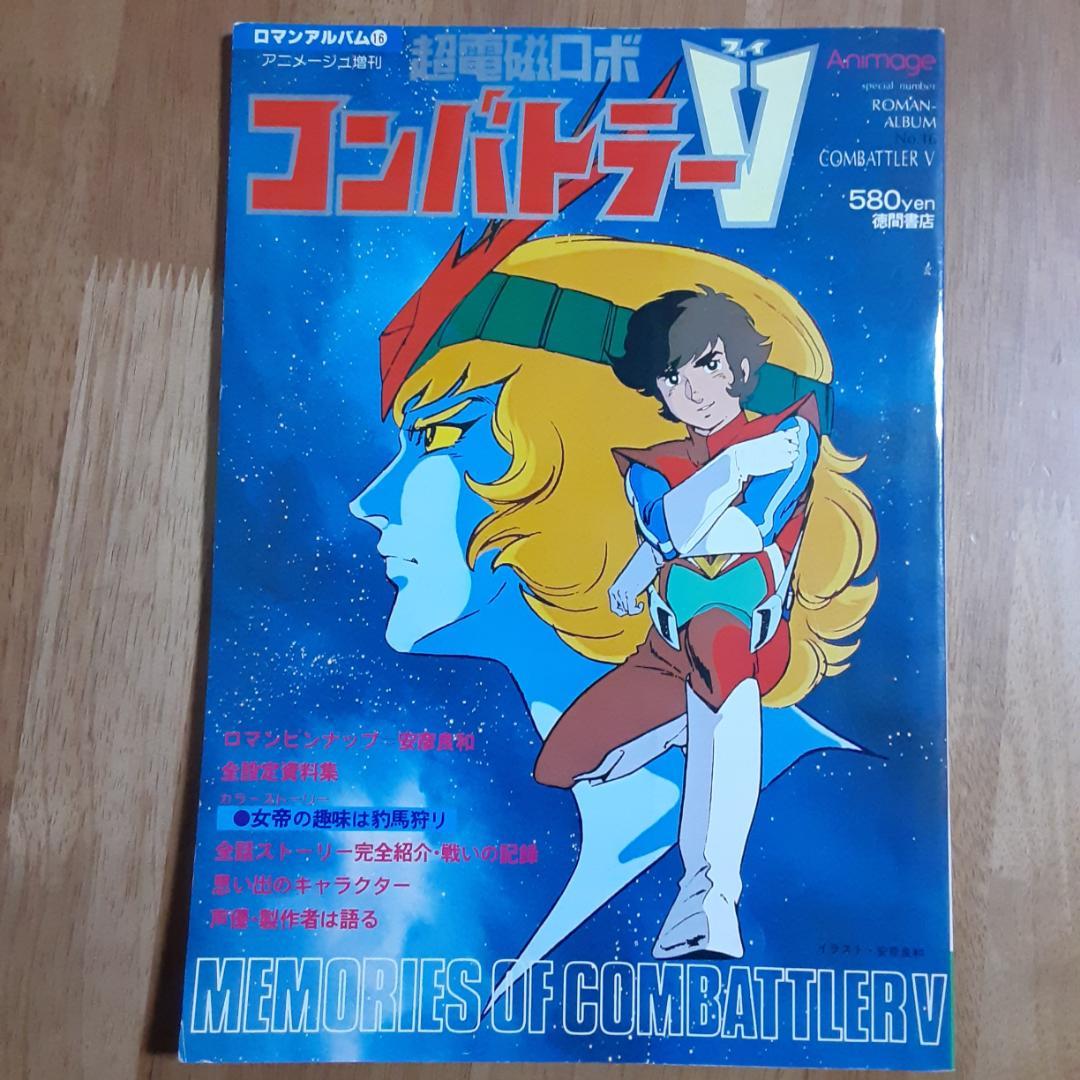 ロマンアルバム⑯
アニメージュ増刊
超電磁ロボ
コンバトラーV
ブイ
Animage
special number
ROMAN-
ALBUM
No.16
COMBATTLER V
580yen
徳間書店
ロマンピンナップ—安彦良和
全設定資料集
カラーストーリー
●女帝の趣味は豹馬狩り
全話ストーリー完全紹介・戦いの記録
思い出のキャラクター
声優・製作者は語る
イラスト・安彦良和
MEMORIES OF COMBATTLER V